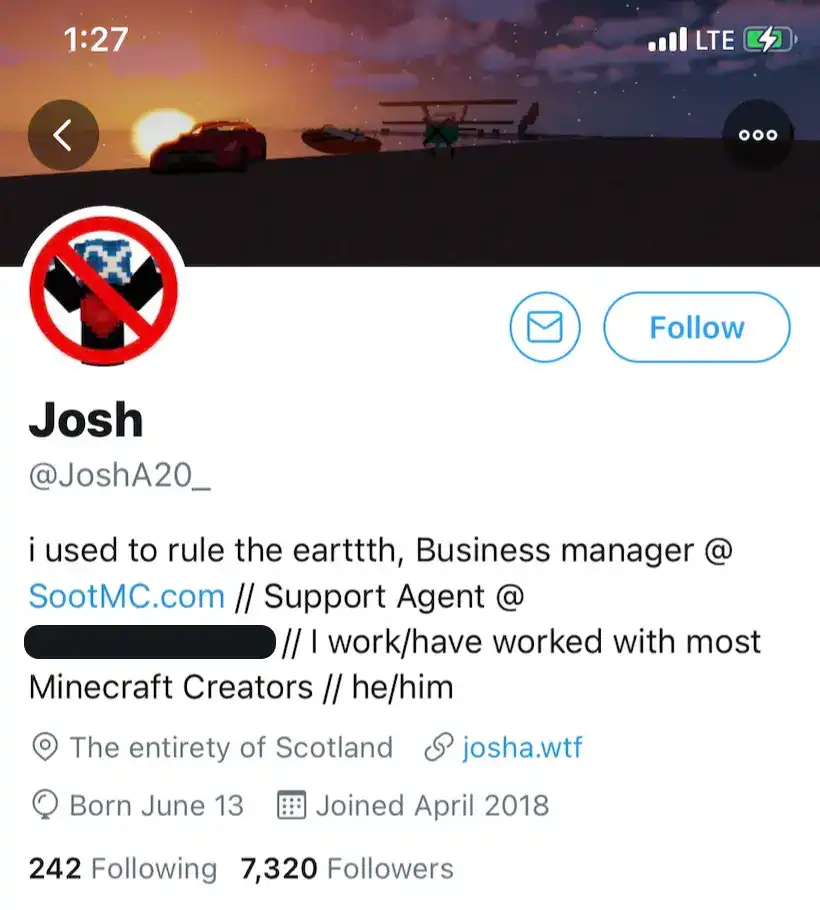 1:27
LTE
Follow
Josh
@JoshA20_
i used to rule the earttth, Business manager @
SootMC.com // Support Agent @
// I work/have worked with most
Minecraft Creators // he/him
The entirety of Scotland josha.wtf
Born June 13 Joined April 2018
242 Following 7,320 Followers